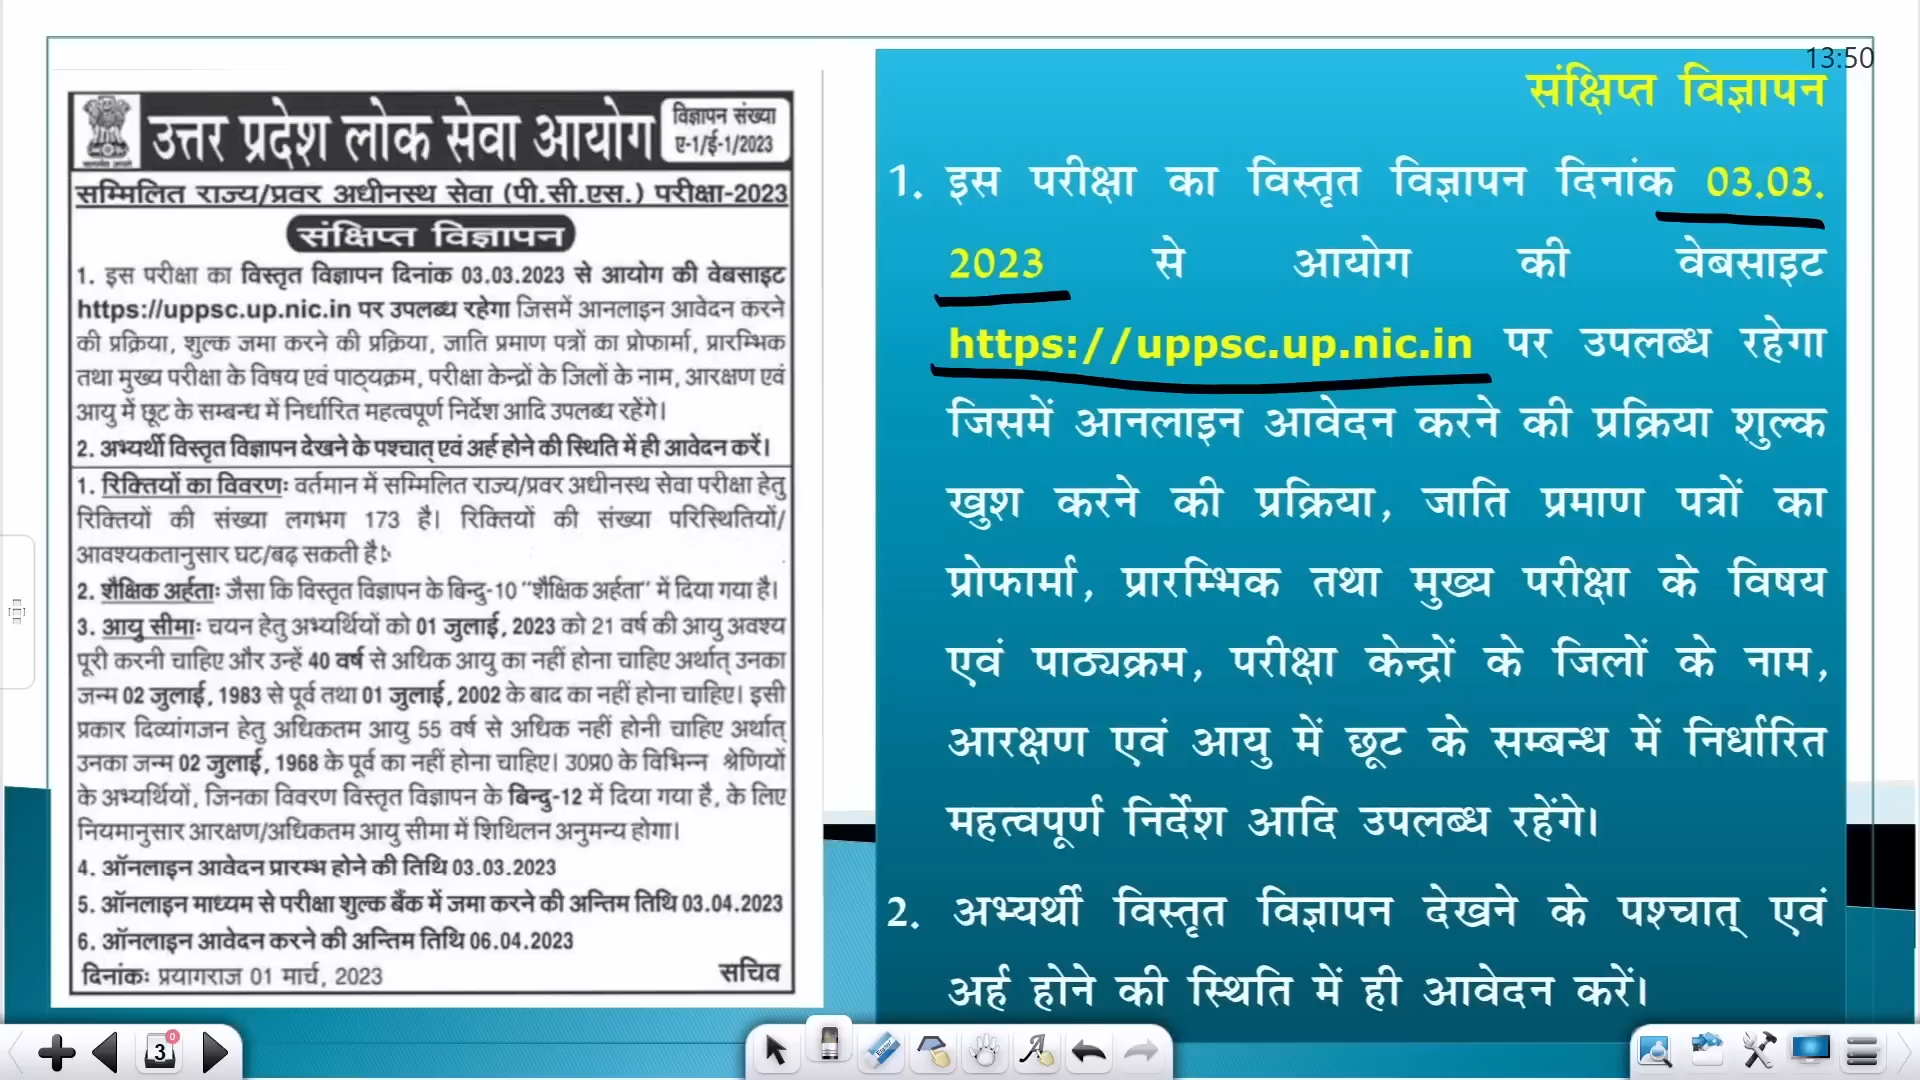 13:50
उत्तर प्रदेश लोक सेवा आयोग
विज्ञापन संख्या
ए-1/ई-1/2023
सम्मिलित राज्य/प्रवर अधीनस्थ सेवा (पी.सी.एस.) परीक्षा-2023
संक्षिप्त विज्ञापन
1. इस परीक्षा का विस्तृत विज्ञापन दिनांक 03.03.2023 से आयोग की वेबसाइट
https://uppsc.up.nic.in पर उपलब्ध रहेगा जिसमें आनलाइन आवेदन करने
की प्रक्रिया, शुल्क जमा करने की प्रक्रिया, जाति प्रमाण पत्रों का प्रोफार्मा, प्रारम्भिक
तथा मुख्य परीक्षा के विषय एवं पाठ्यक्रम, परीक्षा केन्द्रों के जिलों के नाम, आरक्षण एवं
आयु में छूट के सम्बन्ध में निर्धारित महत्वपूर्ण निर्देश आदि उपलब्ध रहेंगे।
2. अभ्यर्थी विस्तृत विज्ञापन देखने के पश्चात् एवं अर्ह होने की स्थिति में ही आवेदन करें।
1. रिक्तियों का विवरणः वर्तमान में सम्मिलित राज्य/प्रवर अधीनस्थ सेवा परीक्षा हेतु
रिक्तियों की संख्या लगभग 173 है। रिक्तियों की संख्या परिस्थितियों/
आवश्यकतानुसार घट/बढ़ सकती है।
2. शैक्षिक अर्हताः जैसा कि विस्तृत विज्ञापन के बिन्दु-10 "शैक्षिक अर्हता" में दिया गया है।
3. आयु सीमाः चयन हेतु अभ्यर्थियों को 01 जुलाई, 2023 को 21 वर्ष की आयु अवश्य
पूरी करनी चाहिए और उन्हें 40 वर्ष से अधिक आयु का नहीं होना चाहिए अर्थात् उनका
जन्म 02 जुलाई, 1983 से पूर्व तथा 01 जुलाई, 2002 के बाद का नहीं होना चाहिए। इसी
प्रकार दिव्यांगजन हेतु अधिकतम आयु 55 वर्ष से अधिक नहीं होनी चाहिए अर्थात्
उनका जन्म 02 जुलाई, 1968 के पूर्व का नहीं होना चाहिए। उ0प्र0 के विभिन्न श्रेणियों
के अभ्यर्थियों, जिनका विवरण विस्तृत विज्ञापन के बिन्दु-12 में दिया गया है, के लिए
नियमानुसार आरक्षण/अधिकतम आयु सीमा में शिथिलन अनुमन्य होगा।
4. ऑनलाइन आवेदन प्रारम्भ होने की तिथि 03.03.2023
5. ऑनलाइन माध्यम से परीक्षा शुल्क बैंक में जमा करने की अन्तिम तिथि 03.04.2023
6. ऑनलाइन आवेदन करने की अन्तिम तिथि 06.04.2023
दिनांकः प्रयागराज 01 मार्च, 2023 सचिव
संक्षिप्त विज्ञापन
1. इस परीक्षा का विस्तृत विज्ञापन दिनांक 03.03.
2023 से आयोग की वेबसाइट
https://uppsc.up.nic.in पर उपलब्ध रहेगा
जिसमें आनलाइन आवेदन करने की प्रक्रिया शुल्क
खुश करने की प्रक्रिया, जाति प्रमाण पत्रों का
प्रोफार्मा, प्रारम्भिक तथा मुख्य परीक्षा के विषय
एवं पाठ्यक्रम, परीक्षा केन्द्रों के जिलों के नाम,
आरक्षण एवं आयु में छूट के सम्बन्ध में निर्धारित
महत्वपूर्ण निर्देश आदि उपलब्ध रहेंगे।
2. अभ्यर्थी विस्तृत विज्ञापन देखने के पश्चात् एवं
अर्ह होने की स्थिति में ही आवेदन करें।
3
0